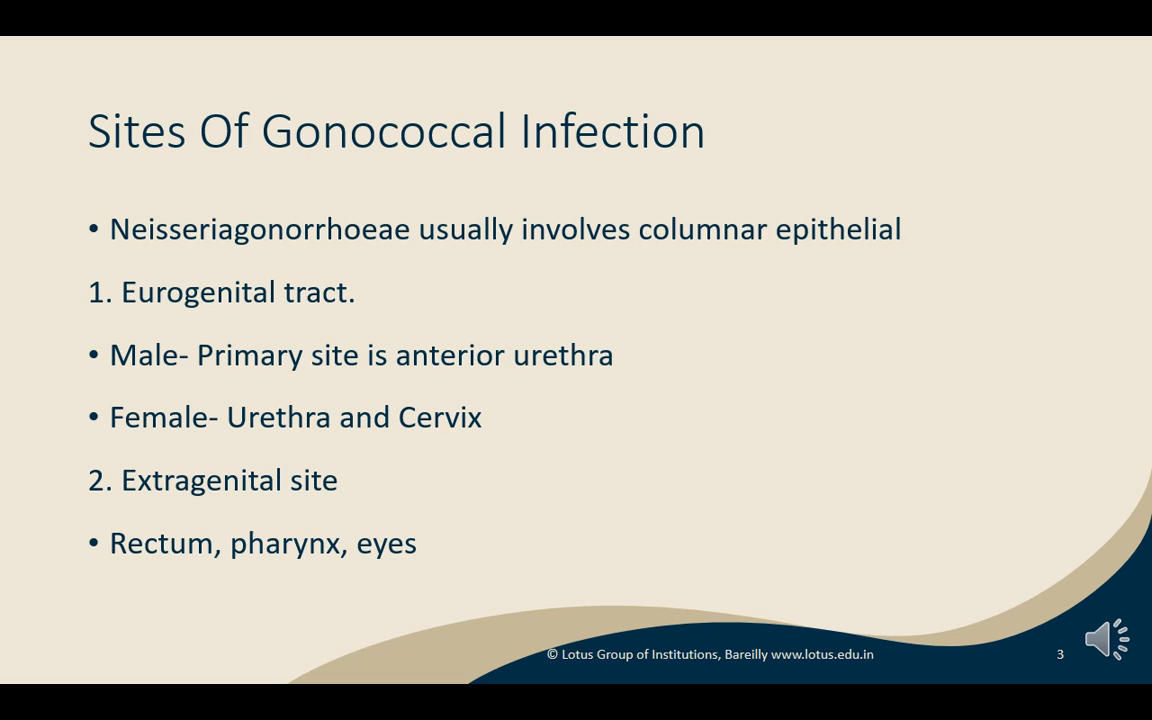 Sites Of Gonococcal Infection
• Neisseriagonorrhoeae usually involves columnar epithelial
1. Eurogenital tract.
• Male- Primary site is anterior urethra
• Female- Urethra and Cervix
2. Extragenital site
• Rectum, pharynx, eyes
© Lotus Group of Institutions, Bareilly www.lotus.edu.in
3